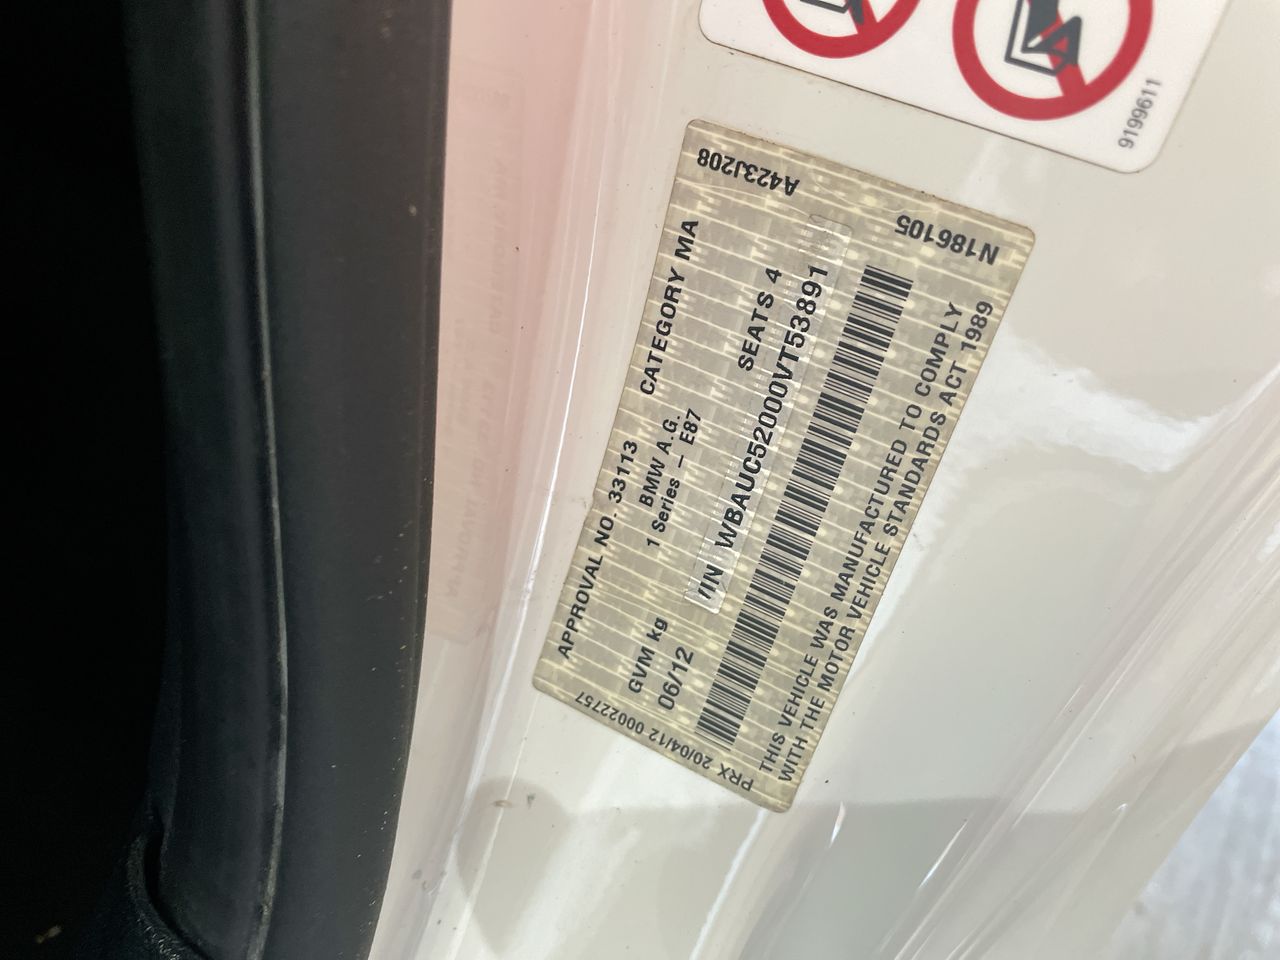 9199611
A423J208
N186105
APPROVAL NO. 33113 CATEGORY MA
BMW A.G.
1 Series – E87
GVM kg SEATS 4
06/12
VIN WBAUC52000VT53891
THIS VEHICLE WAS MANUFACTURED TO COMPLY
WITH THE MOTOR VEHICLE STANDARDS ACT 1989
PRX 20/04/12 00022757